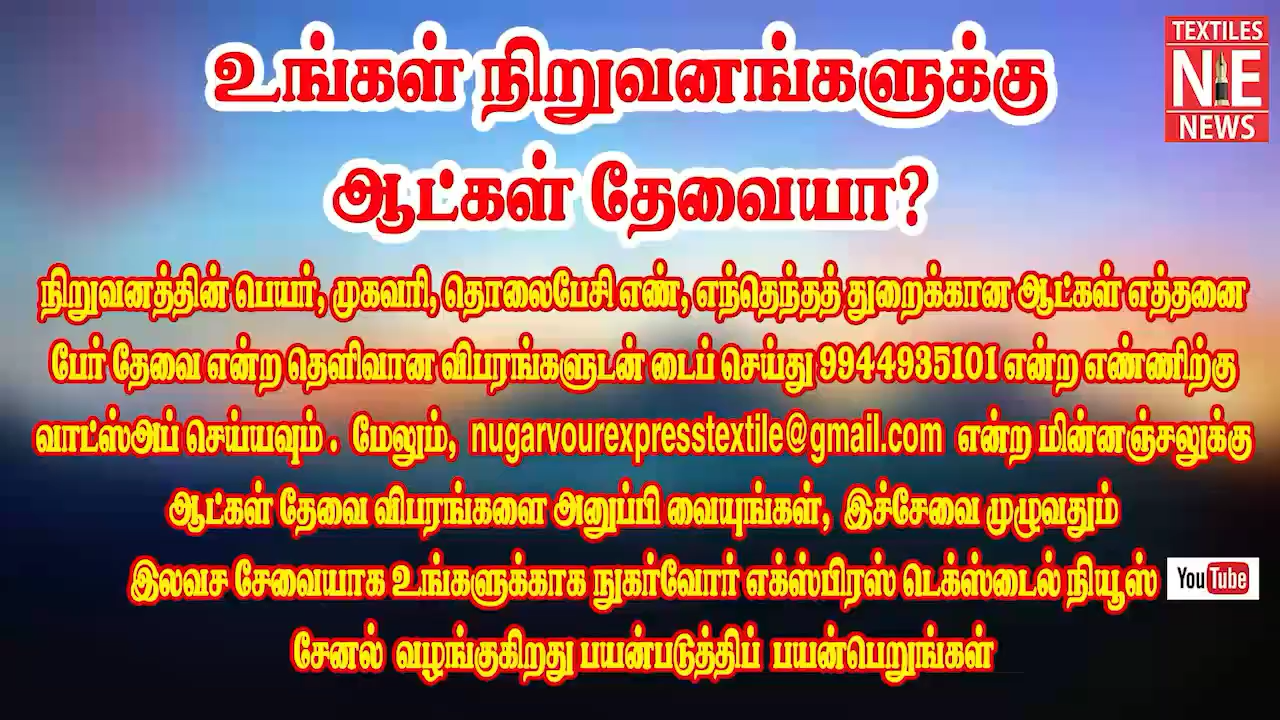 உங்கள் நிறுவனங்களுக்கு
ஆட்கள் தேவையா?
TEXTILES
NE
NEWS
நிறுவனத்தின் பெயர், முகவரி, தொலைபேசி எண், எந்தெந்தத் துறைக்கான ஆட்கள் எத்தனை
பேர் தேவை என்ற தெளிவான விபரங்களுடன் டைப் செய்து 9944935101 என்ற எண்ணிற்கு
வாட்ஸ்அப் செய்யவும் . மேலும், nugarvourexpresstextile@gmail.com என்ற மின்னஞ்சலுக்கு
ஆட்கள் தேவை விபரங்களை அனுப்பி வையுங்கள், இச்சேவை முழுவதும்
இலவச சேவையாக உங்களுக்காக நுகர்வோர் எக்ஸ்பிரஸ் டெக்ஸ்டைல் நியூஸ் YouTube
சேனல் வழங்குகிறது பயன்படுத்திப் பயன்பெறுங்கள்